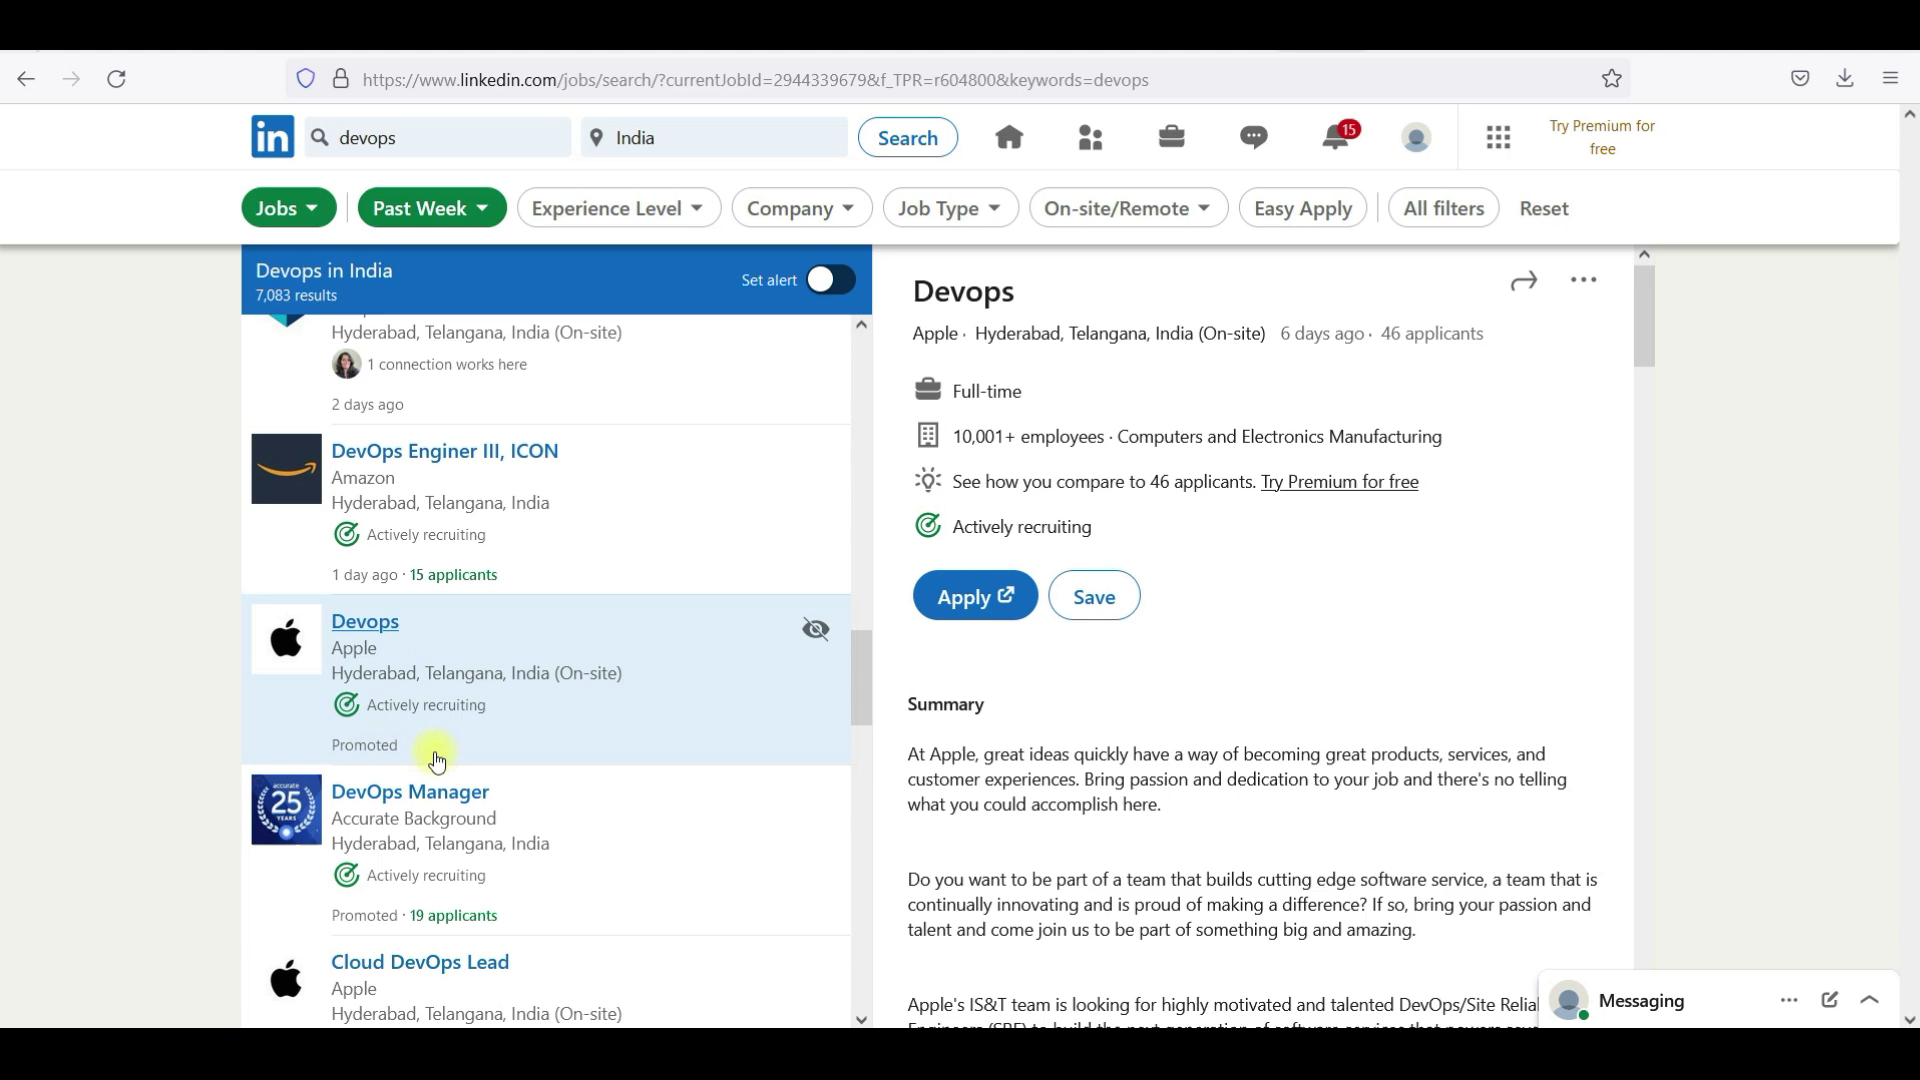 https://www.linkedin.com/jobs/search/?currentJobId=2944339679&f_TPR=r604800&keywords=devops
in
devops
India
Search
15
Try Premium for
free
Jobs
Past Week
Experience Level
Company
Job Type
On-site/Remote
Easy Apply
All filters
Reset
Devops in India
7,083 results
Set alert
Hyderabad, Telangana, India (On-site)
1 connection works here
2 days ago
DevOps Enginer III, ICON
Amazon
Hyderabad, Telangana, India
Actively recruiting
1 day ago · 15 applicants
Devops
Apple
Hyderabad, Telangana, India (On-site)
Actively recruiting
Promoted
accurate
25
YEARS
DevOps Manager
Accurate Background
Hyderabad, Telangana, India
Actively recruiting
Promoted · 19 applicants
Cloud DevOps Lead
Apple
Hyderabad, Telangana, India (On-site)
Devops
Apple · Hyderabad, Telangana, India (On-site) 6 days ago · 46 applicants
Full-time
10,001+ employees · Computers and Electronics Manufacturing
See how you compare to 46 applicants. Try Premium for free
Actively recruiting
Apply
Save
Summary
At Apple, great ideas quickly have a way of becoming great products, services, and
customer experiences. Bring passion and dedication to your job and there's no telling
what you could accomplish here.
Do you want to be part of a team that builds cutting edge software service, a team that is
continually innovating and is proud of making a difference? If so, bring your passion and
talent and come join us to be part of something big and amazing.
Apple's IS&T team is looking for highly motivated and talented DevOps/Site Relia
Messaging